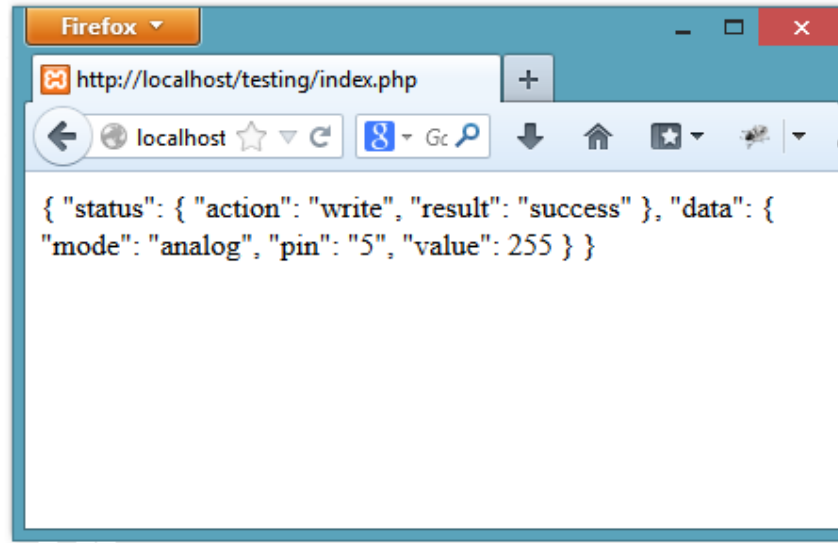 Firefox
http://localhost/testing/index.php
localhost
Go
{ "status": { "action": "write", "result": "success" }, "data": {
"mode": "analog", "pin": "5", "value": 255 } }